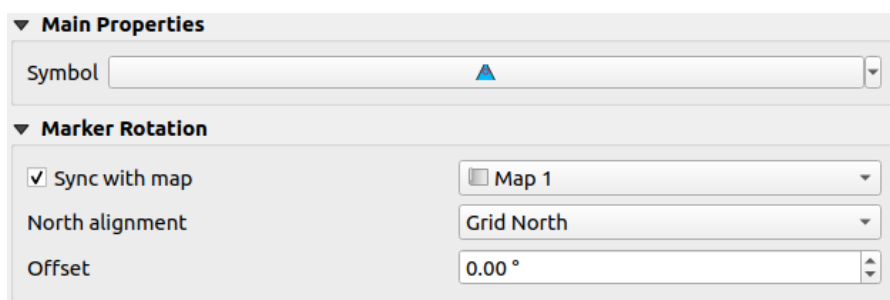 Main Properties
Symbol
Marker Rotation
Sync with map Map 1
North alignment Grid North
Offset 0.00 °